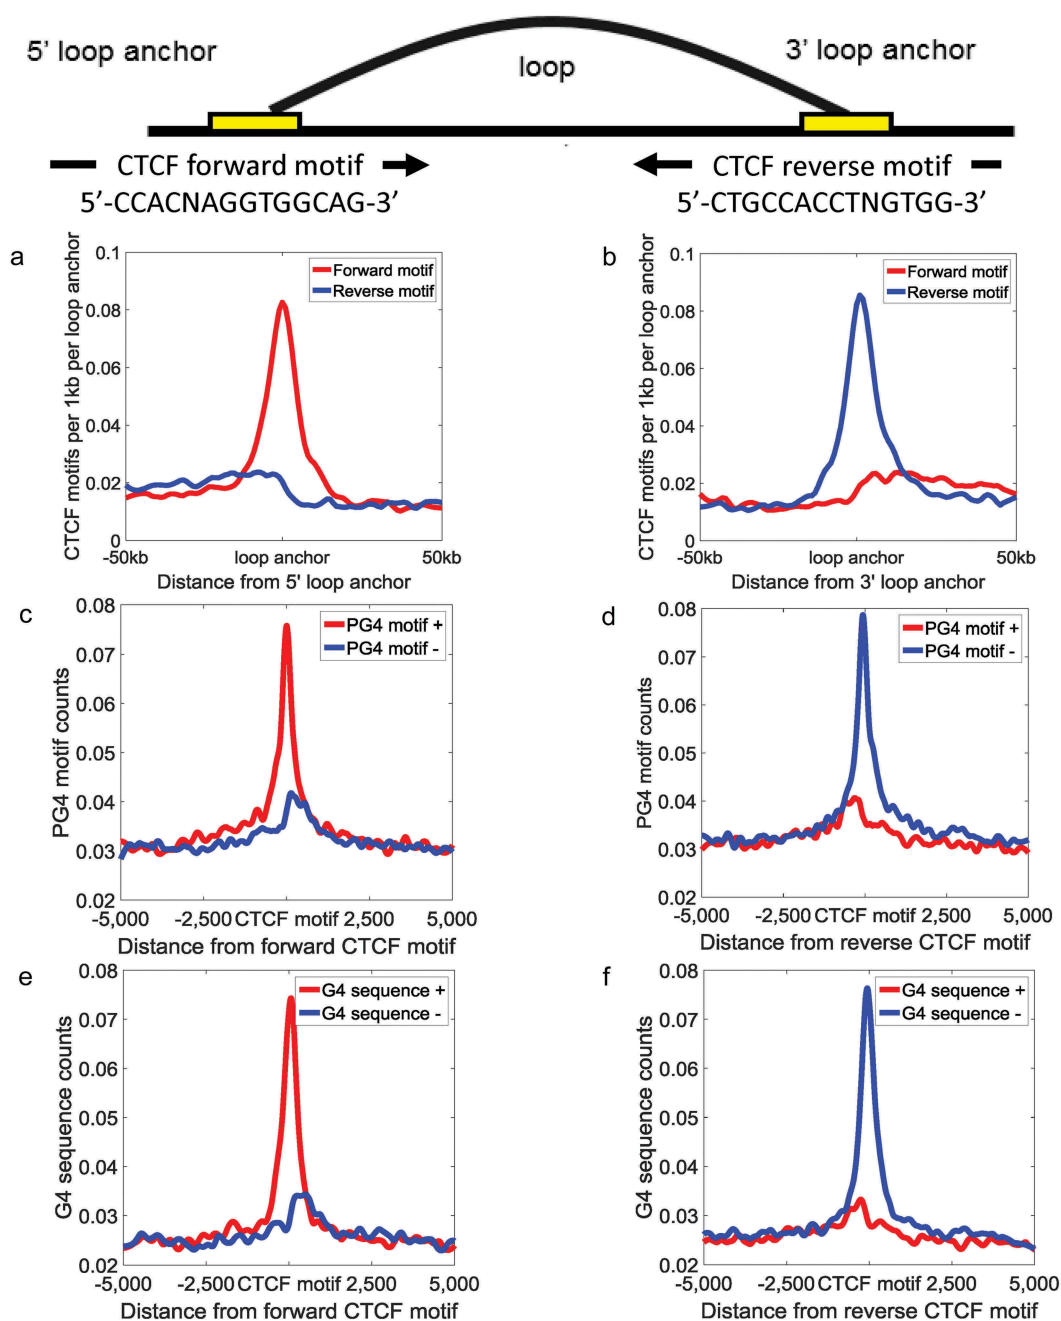 5' loop anchor
loop
3' loop anchor
CTCF forward motif
5'-CCACNAGGTGGCAG-3'
CTCF reverse motif
5'-CTGCCACCTNGTGG-3'
a
CTCF motifs per 1kb per loop anchor
0.1
0.08
0.06
0.04
0.02
0
Forward motif
Reverse motif
-50kb
loop anchor
50kb
Distance from 5' loop anchor
b
CTCF motifs per 1kb per loop anchor
0.1
0.08
0.06
0.04
0.02
0
Forward motif
Reverse motif
-50kb
loop anchor
50kb
Distance from 3' loop anchor
c
PG4 motif counts
0.08
0.07
0.06
0.05
0.04
0.03
0.02
PG4 motif +
PG4 motif -
-5,000
-2,500
CTCF motif
2,500
5,000
Distance from forward CTCF motif
d
PG4 motif counts
0.08
0.07
0.06
0.05
0.04
0.03
0.02
PG4 motif +
PG4 motif -
-5,000
-2,500
CTCF motif
2,500
5,000
Distance from reverse CTCF motif
e
G4 sequence counts
0.08
0.07
0.06
0.05
0.04
0.03
0.02
G4 sequence +
G4 sequence -
-5,000
-2,500
CTCF motif
2,500
5,000
Distance from forward CTCF motif
f
G4 sequence counts
0.08
0.07
0.06
0.05
0.04
0.03
0.02
G4 sequence +
G4 sequence -
-5,000
-2,500
CTCF motif
2,500
5,000
Distance from reverse CTCF motif